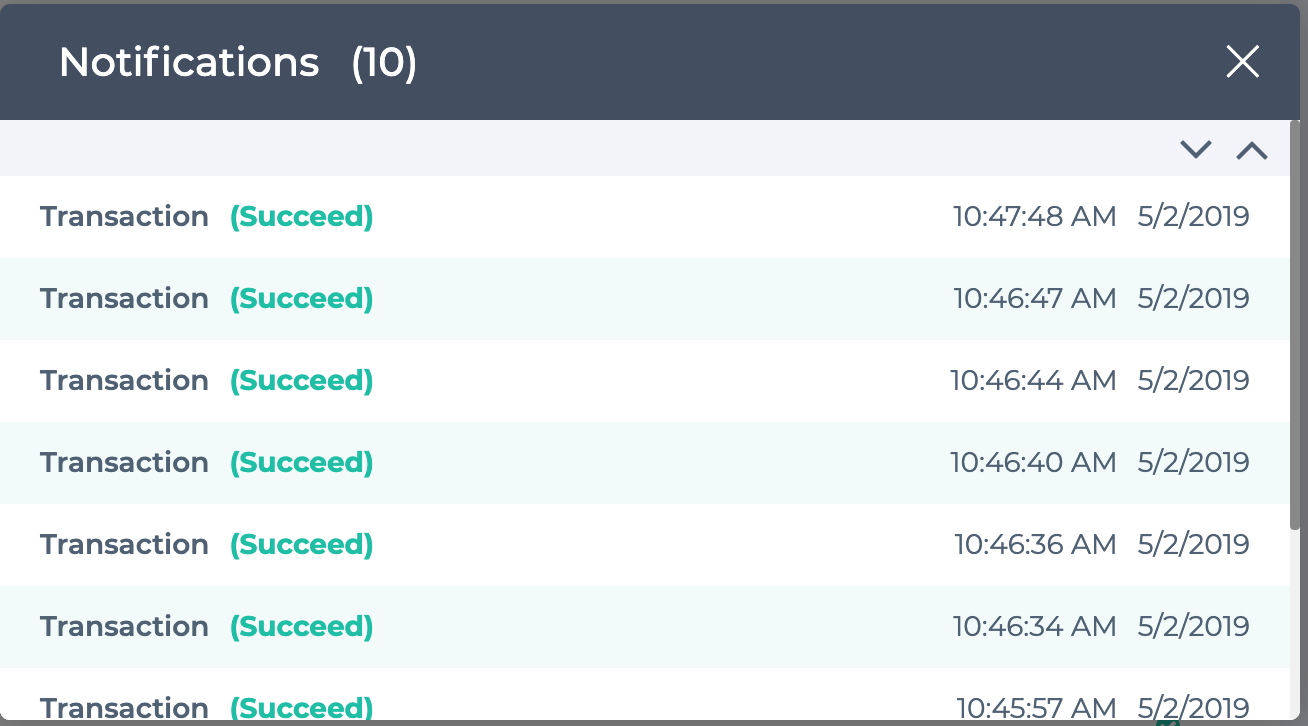 Notifications (10)
Transaction (Succeed) 10:47:48 AM 5/2/2019
Transaction (Succeed) 10:46:47 AM 5/2/2019
Transaction (Succeed) 10:46:44 AM 5/2/2019
Transaction (Succeed) 10:46:40 AM 5/2/2019
Transaction (Succeed) 10:46:36 AM 5/2/2019
Transaction (Succeed) 10:46:34 AM 5/2/2019
Transaction (Succeed) 10:45:57 AM 5/2/2019